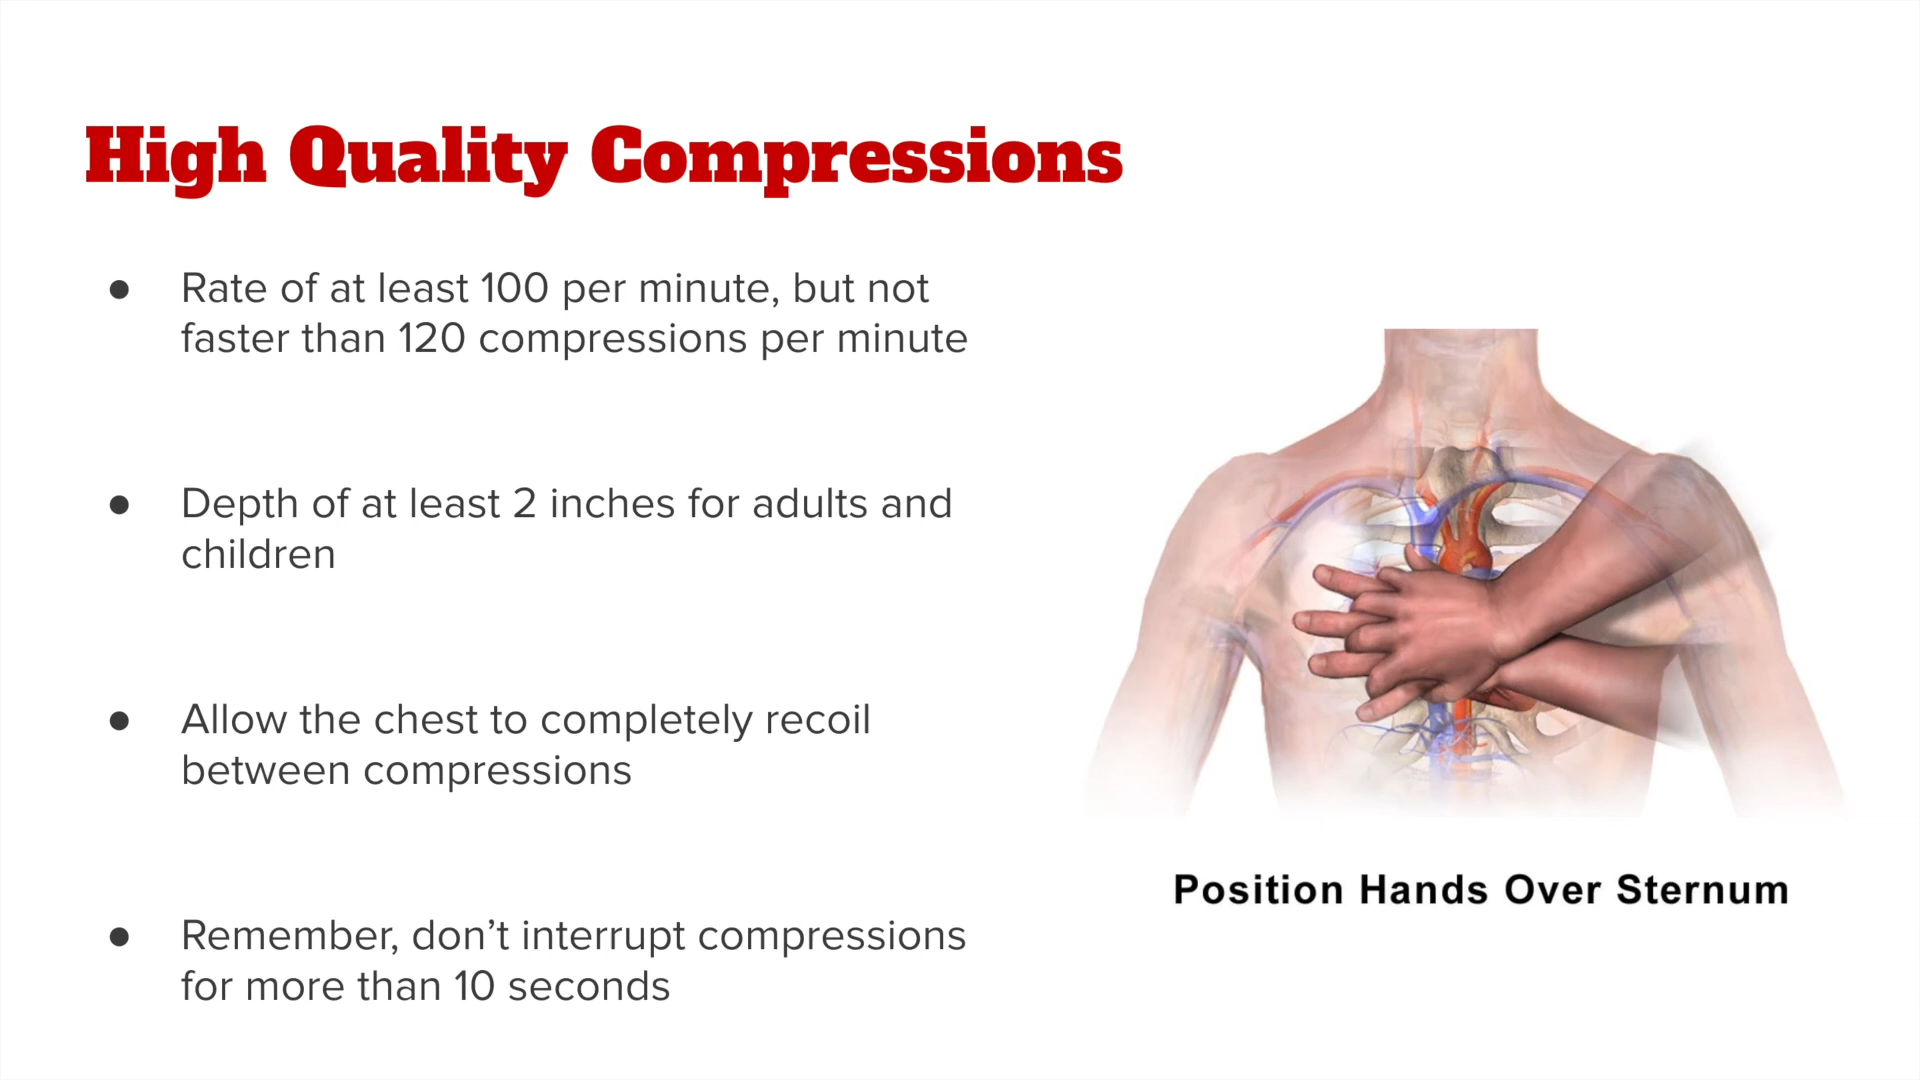 High Quality Compressions
● Rate of at least 100 per minute, but not
faster than 120 compressions per minute
● Depth of at least 2 inches for adults and
children
● Allow the chest to completely recoil
between compressions
● Remember, don’t interrupt compressions
for more than 10 seconds
Position Hands Over Sternum